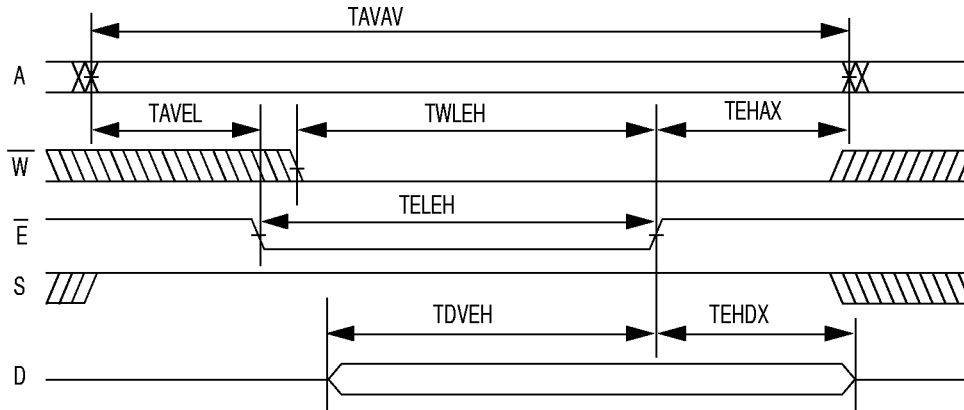 TAVAV
A
TAVEL TWLEH TEHAX
W̅
TELEH
E̅
S
TDVEH TEHDX
D